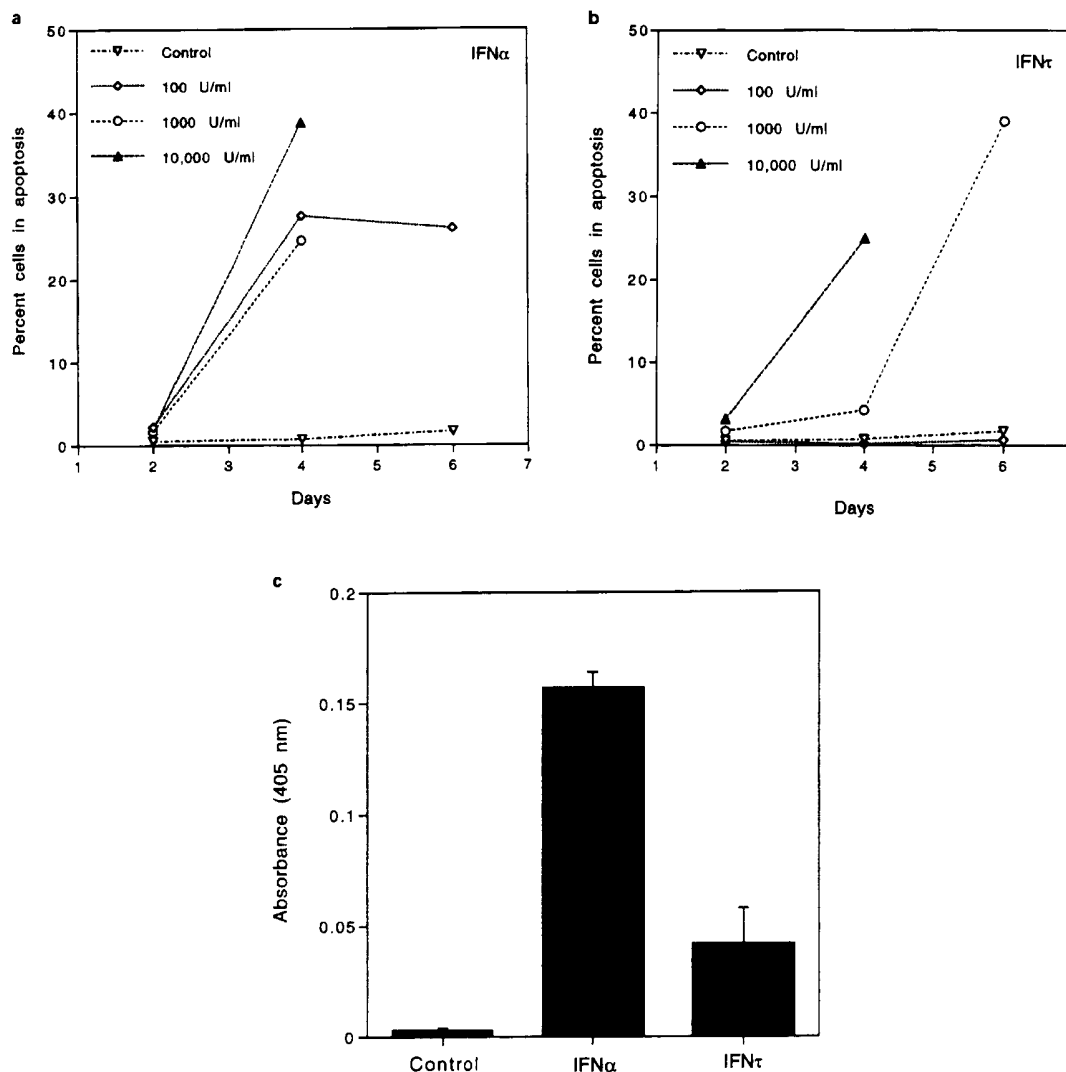 a
50
40
30
20
10
0
Percent cells in apoptosis
Control
100 U/ml
1000 U/ml
10,000 U/ml
IFNα
1 2 3 4 5 6 7
Days
b
50
40
30
20
10
0
Percent cells in apoptosis
Control
100 U/ml
1000 U/ml
10,000 U/ml
IFNτ
1 2 3 4 5 6
Days
c
0.2
0.15
0.1
0.05
0
Absorbance (405 nm)
Control IFNα IFNτ